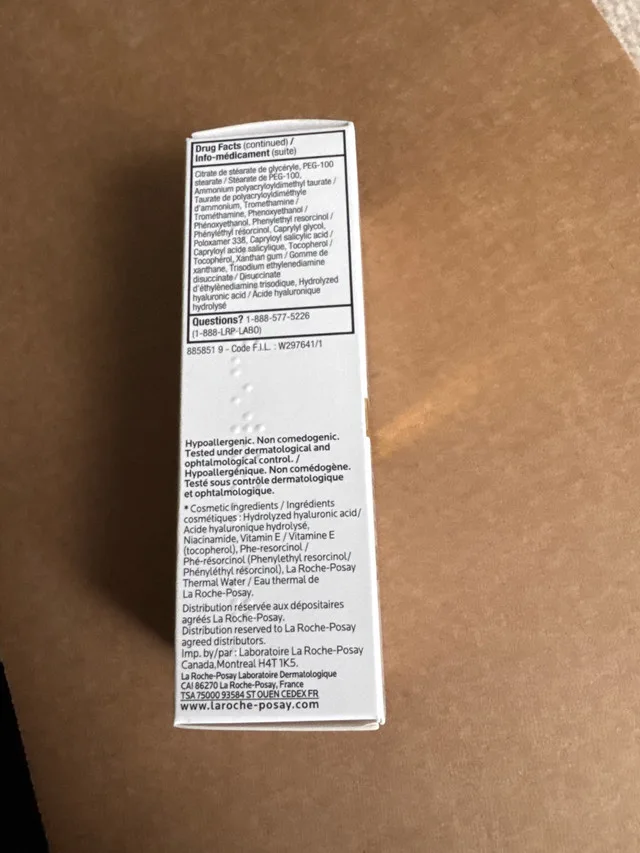 Drug Facts (continued) /
Info-médicament (suite)
Citrate de stéarate de glycéryle, PEG-100
stearate / Stéarate de PEG-100,
Ammonium polyacryloyldimethyl taurate /
Taurate de polyacryloyldiméthyle
d'ammonium, Tromethamine /
Trométhamine, Phenoxyethanol /
Phénoxyéthanol, Phenylethyl resorcinol /
Phényléthyl résorcinol, Caprylyl glycol,
Poloxamer 338, Capryloyl salicylic acid /
Capryloyl acide salicylique, Tocopherol /
Tocophérol, Xanthan gum / Gomme de
xanthane, Trisodium ethylenediamine
disuccinate / Disuccinate
d'éthylènediamine trisodique, Hydrolyzed
hyaluronic acid / Acide hyaluronique
hydrolysé
Questions? 1-888-577-5226
(1-888-LRP-LABO)
885851 9 - Code F.I.L. : W297641/1
Hypoallergenic. Non comedogenic.
Tested under dermatological and
ophtalmological control. /
Hypoallergénique. Non comédogène.
Testé sous contrôle dermatologique
et ophtalmologique.
* Cosmetic ingredients / Ingrédients
cosmétiques : Hydrolyzed hyaluronic acid/
Acide hyaluronique hydrolysé,
Niacinamide, Vitamin E / Vitamine E
(tocopherol), Phe-resorcinol /
Phé-résorcinol (Phenylethyl resorcinol/
Phényléthyl résorcinol), La Roche-Posay
Thermal Water / Eau thermal de
La Roche-Posay.
Distribution réservée aux dépositaires
agréés La Roche-Posay.
Distribution reserved to La Roche-Posay
agreed distributors.
Imp. by/par : Laboratoire La Roche-Posay
Canada, Montreal H4T 1K5.
La Roche-Posay Laboratoire Dermatologique
CAI 86270 La Roche-Posay, France
TSA 75000 93584 ST OUEN CEDEX FR
www.laroche-posay.com